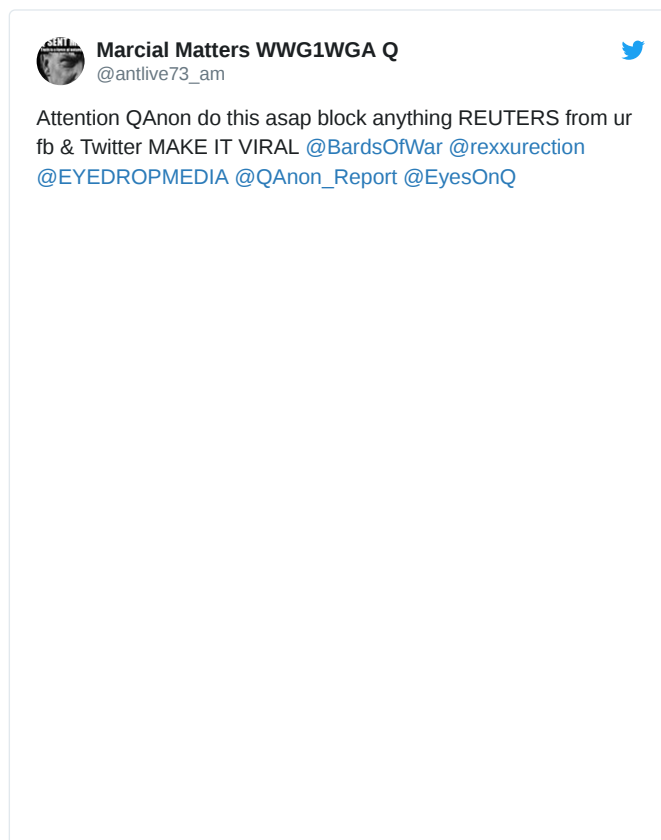 SENT M
Marcial Matters WWG1WGA Q
@antlive73_am
Attention QAnon do this asap block anything REUTERS from ur
fb & Twitter MAKE IT VIRAL @BardsOfWar @rexxurection
@EYEDROPMEDIA @QAnon_Report @EyesOnQ